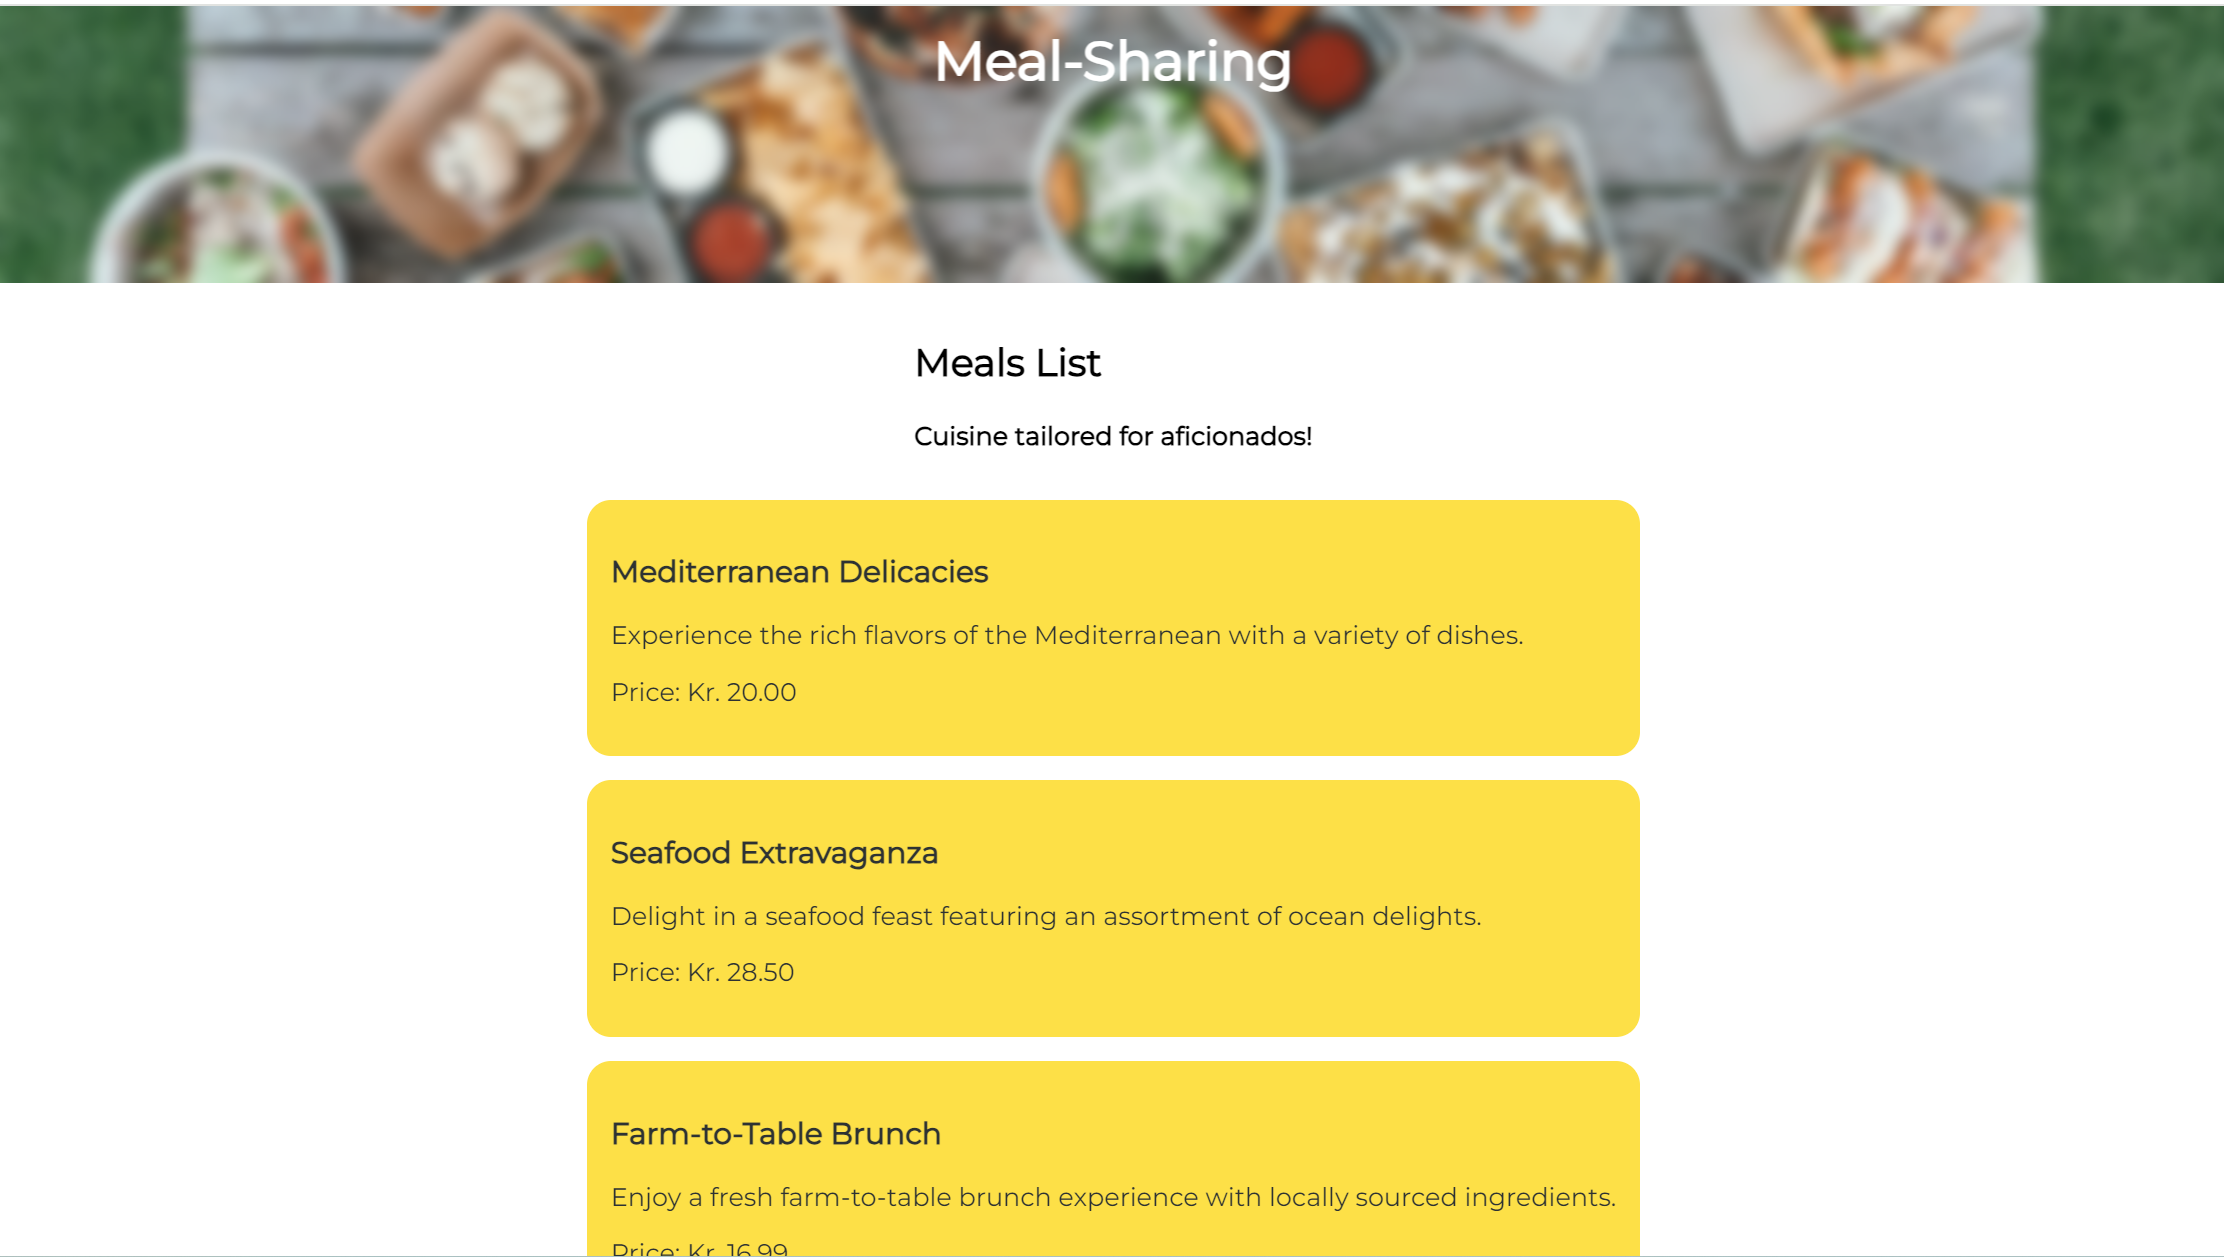 Meal-Sharing
Meals List
Cuisine tailored for aficionados!
Mediterranean Delicacies
Experience the rich flavors of the Mediterranean with a variety of dishes.
Price: Kr. 20.00
Seafood Extravaganza
Delight in a seafood feast featuring an assortment of ocean delights.
Price: Kr. 28.50
Farm-to-Table Brunch
Enjoy a fresh farm-to-table brunch experience with locally sourced ingredients.
Price: Kr. 16.99